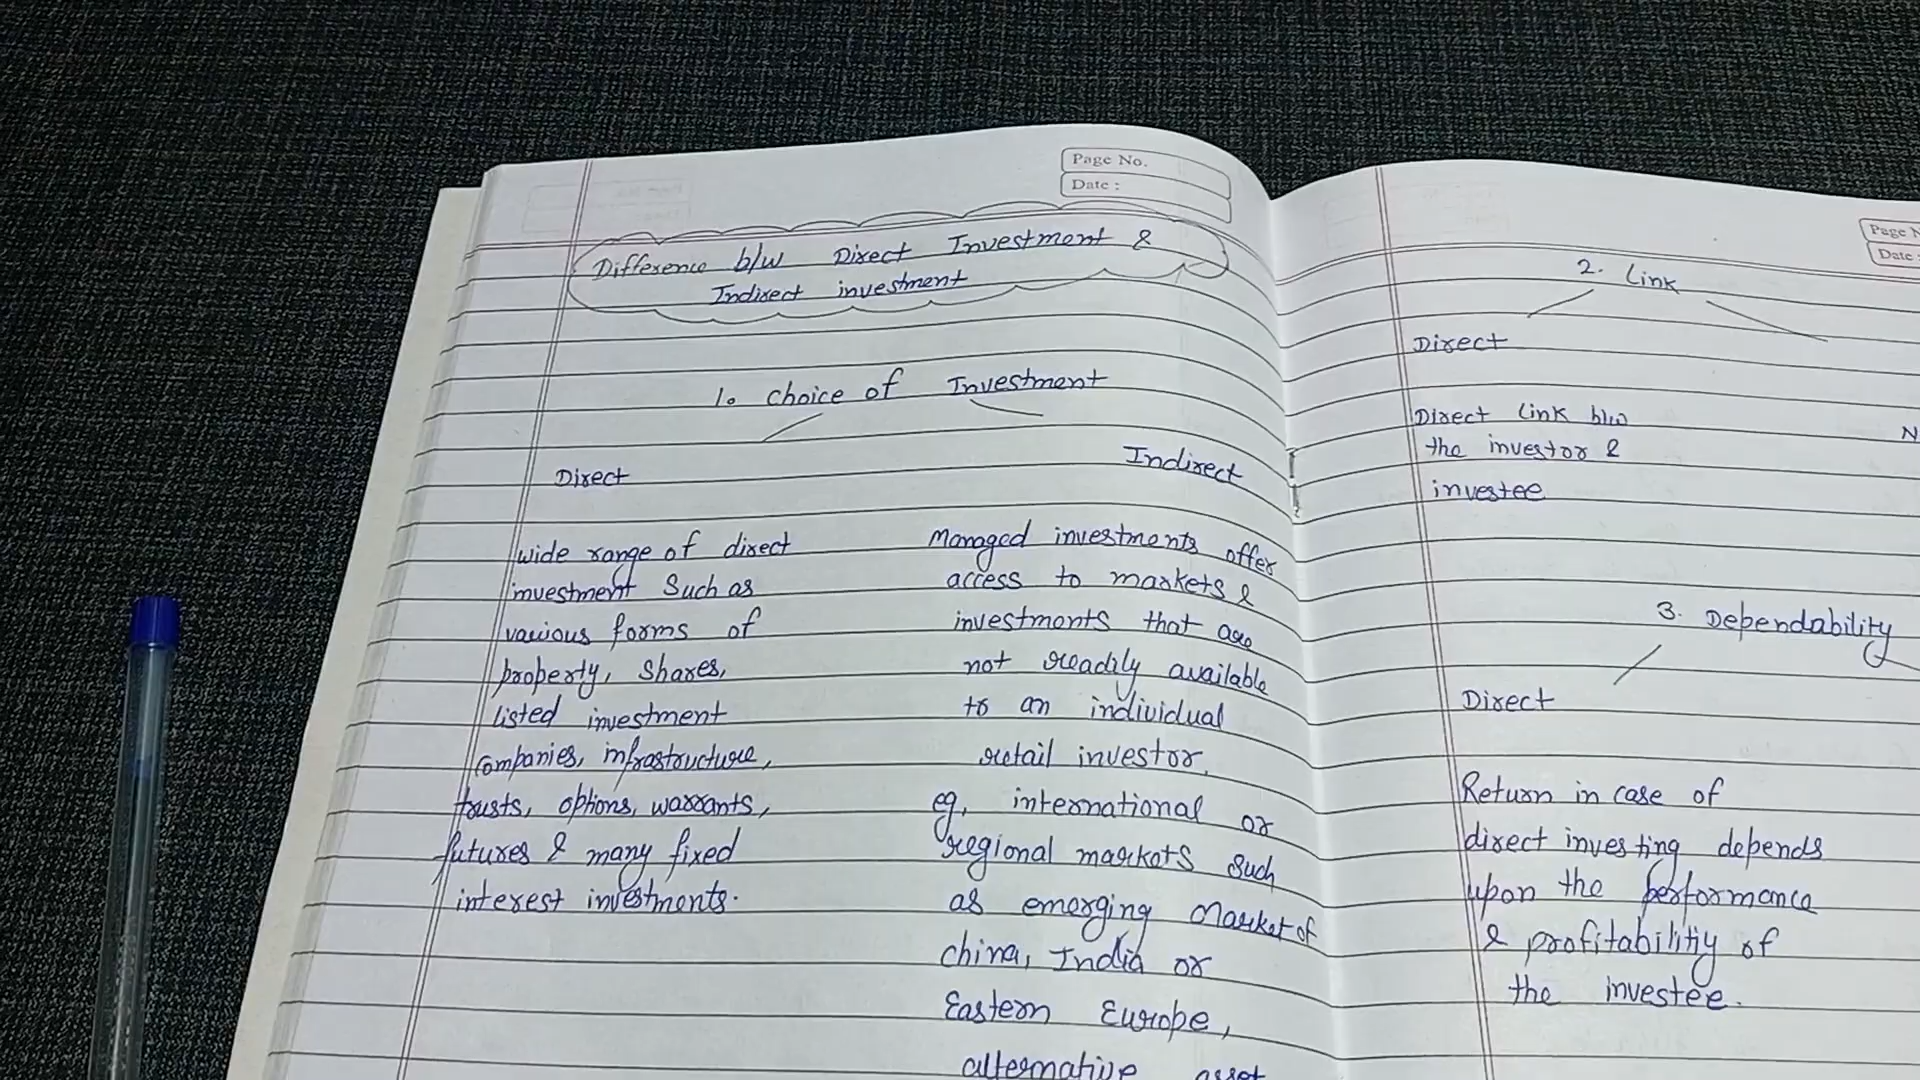 Page No.
Date :
Difference b/w Direct Investment &
Indirect investment
1. Choice of Investment
Direct
Indirect
wide range of direct
investment Such as
various forms of
property, Shares,
listed investment
companies, infrastructure,
trusts, options, warrants,
futures & many fixed
interest investments.
Managed investments offer
access to markets &
investments that are
not readily available
to an individual
retail investor.
eg, international or
regional markets such
as emerging market of
china, India or
Eastern Europe,
alternative asset
Page N
Date :
2. Link
Direct
Direct Link b/w
the investor &
investee
N
3. Dependability
Direct
Return in case of
direct investing depends
upon the performance
& profitabilitiy of
the investee.